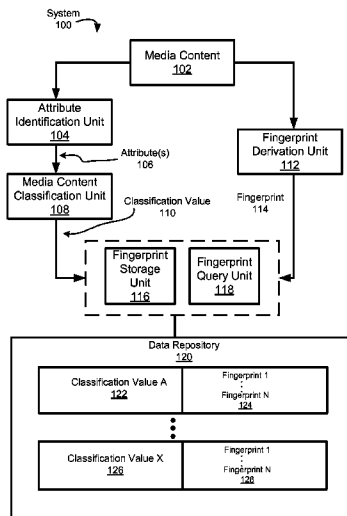 System
100
Media Content
102
Attribute
Identification Unit
104
Fingerprint
Derivation Unit
112
Attribute(s)
106
Media Content
Classification Unit
108
Classification Value
110
Fingerprint
114
Fingerprint
Storage
Unit
116
Fingerprint
Query Unit
118
Data Repository
120
Classification Value A
122
Fingerprint 1
Fingerprint N
124
Classification Value X
126
Fingerprint 1
Fingerprint N
128